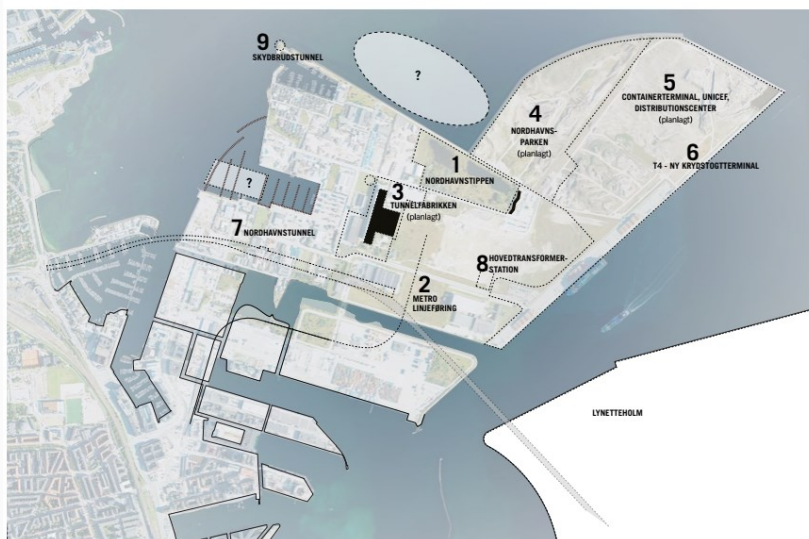 9
SKYDBRUDSTUNNEL
?
5
CONTAINERTERMINAL, UNICEF,
DISTRIBUTIONSCENTER
(planlagt)
4
NORDHAVNS-
PARKEN
(planlagt)
6
T4 - NY KRYDSTOGTTERMINAL
1
NORDHAVNSTIPPEN
?
3
TUNNELFABRIKKEN
(planlagt)
7 NORDHAVNSTUNNEL
8 HOVEDTRANSFORMER-
STATION
2
METRO
LINJEFØRING
LYNETTEHOLM